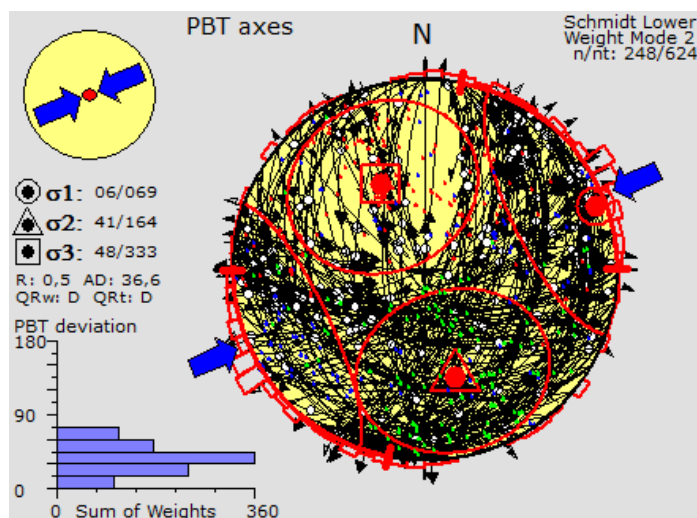 PBT axes
N
Schmidt Lower
Weight Mode 2
n/nt: 248/624
σ1: 06/069
σ2: 41/164
σ3: 48/333
R: 0,5 AD: 36,6
QRw: D QRt: D
PBT deviation
180
90
0
0 Sum of Weights 360